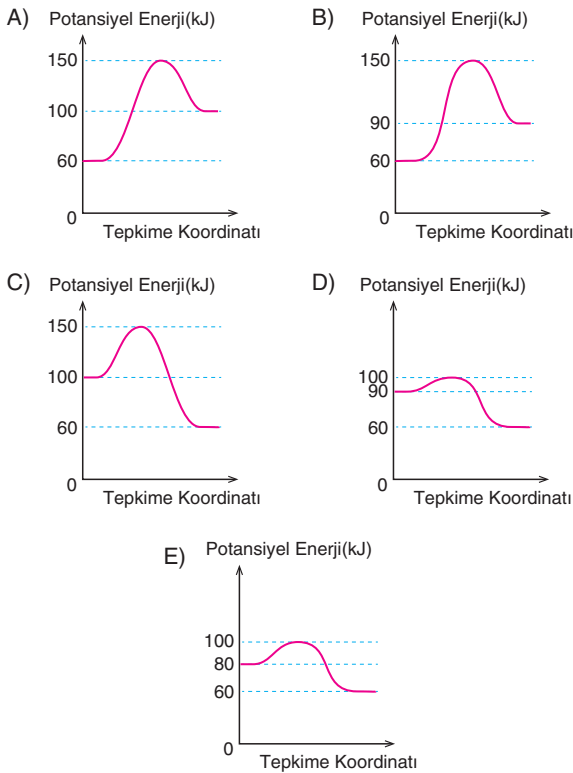 A) Potansiyel Enerji(kJ)
150
100
60
0
Tepkime Koordinatı
B) Potansiyel Enerji(kJ)
150
90
60
0
Tepkime Koordinatı
C) Potansiyel Enerji(kJ)
150
100
60
0
Tepkime Koordinatı
D) Potansiyel Enerji(kJ)
100
90
60
0
Tepkime Koordinatı
E) Potansiyel Enerji(kJ)
100
80
60
0
Tepkime Koordinatı